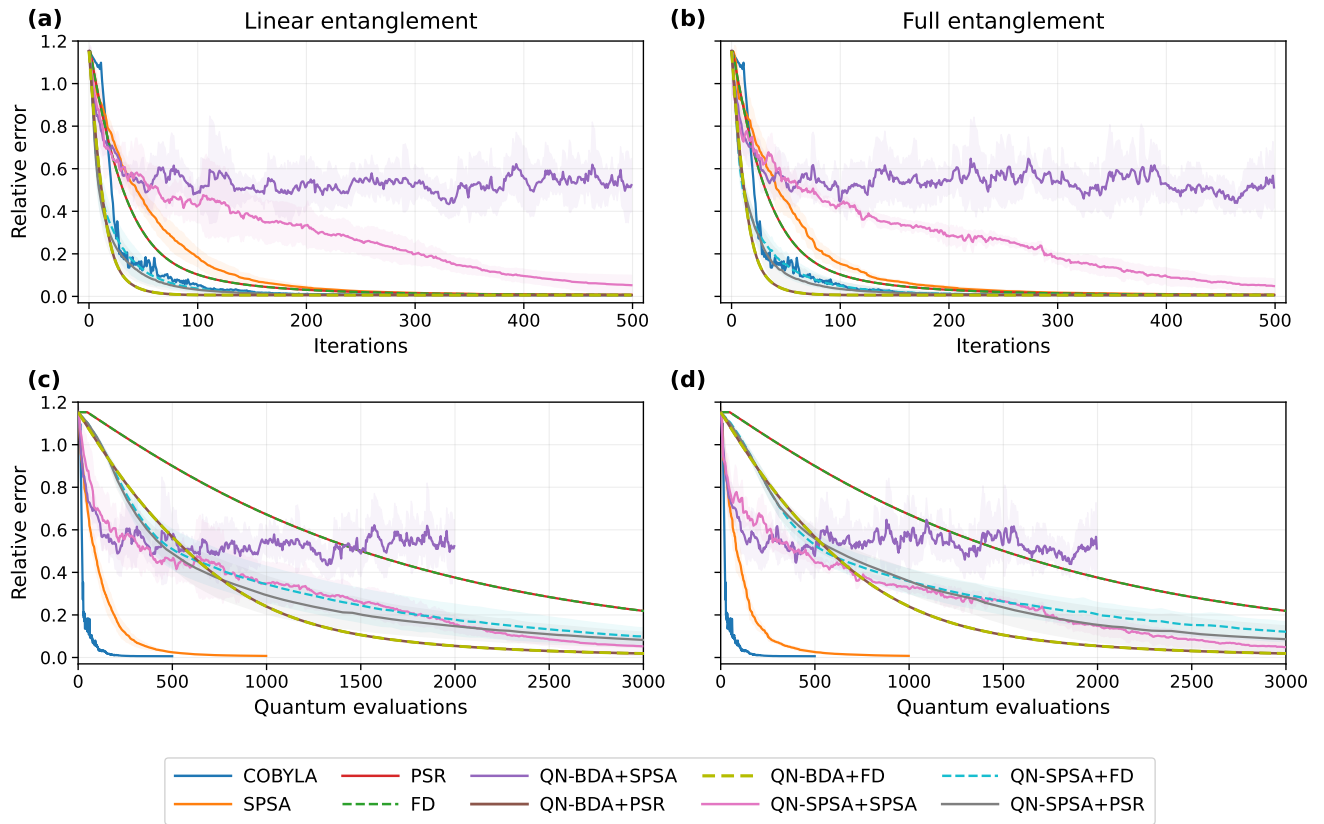 (a) Linear entanglement
(b) Full entanglement
Relative error
1.2
1.0
0.8
0.6
0.4
0.2
0.0
0 100 200 300 400 500
Iterations
0 100 200 300 400 500
Iterations
(c)
(d)
Relative error
1.2
1.0
0.8
0.6
0.4
0.2
0.0
0 500 1000 1500 2000 2500 3000
Quantum evaluations
0 500 1000 1500 2000 2500 3000
Quantum evaluations
COBYLA PSR QN-BDA+SPSA QN-BDA+FD QN-SPSA+FD
SPSA FD QN-BDA+PSR QN-SPSA+SPSA QN-SPSA+PSR